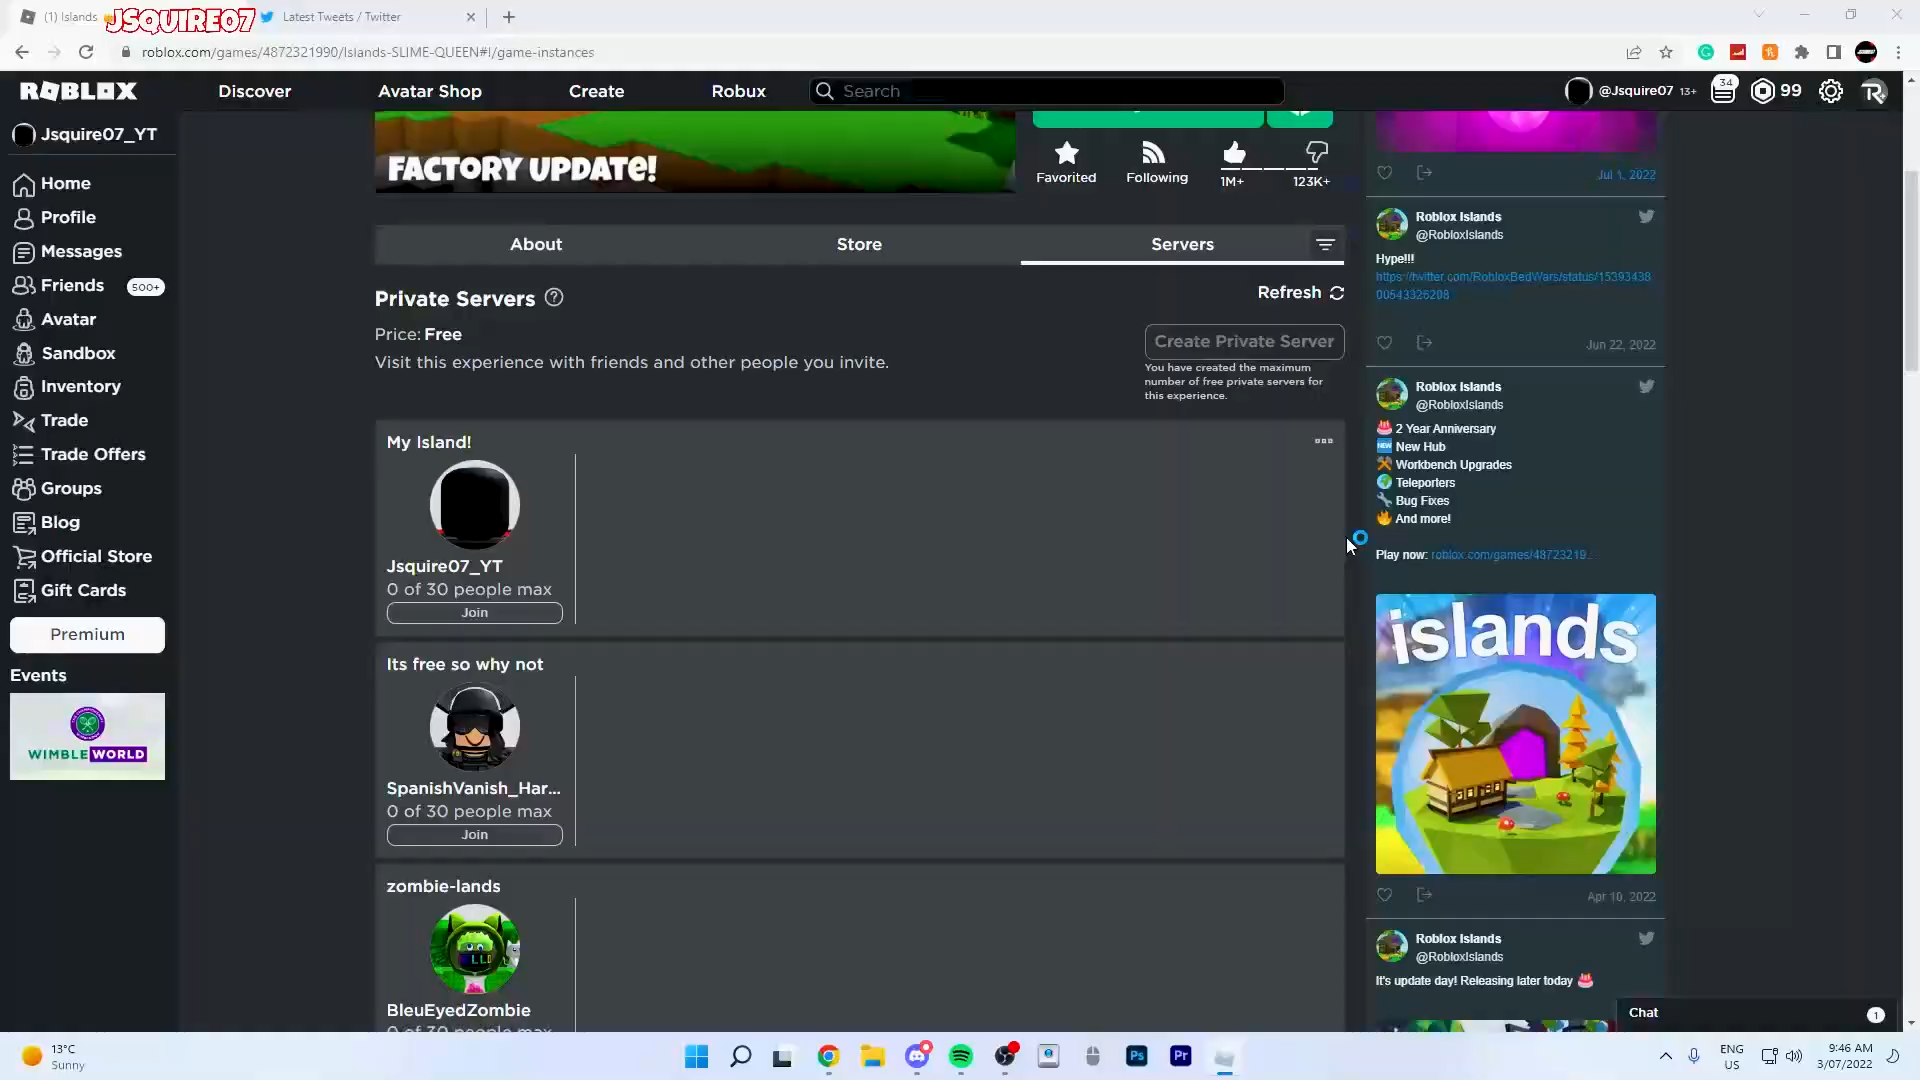 (1) Islands
JSQUIRE07
Latest Tweets / Twitter
roblox.com/games/4872321990/Islands-SLIME-QUEEN#!/game-instances
ROBLOX
Discover
Avatar Shop
Create
Robux
Search
@Jsquire07 13+
34
99
Jsquire07_YT
Home
Profile
Messages
Friends
500+
Avatar
Sandbox
Inventory
Trade
Trade Offers
Groups
Blog
Official Store
Gift Cards
Premium
Events
WIMBLEWORLD
FACTORY UPDATE!
Favorited
Following
1M+
123K+
About
Store
Servers
Private Servers
Refresh
Price: Free
Visit this experience with friends and other people you invite.
Create Private Server
You have created the maximum
number of free private servers for
this experience.
My Island!
Jsquire07_YT
0 of 30 people max
Join
Its free so why not
SpanishVanish_Har...
0 of 30 people max
Join
zombie-lands
BleuEyedZombie
0 of 30 people max
Jul 1, 2022
Roblox Islands
@RobloxIslands
Hype!!!
https://twitter.com/RobloxBedWars/status/15393438
00543326208
Jun 22, 2022
Roblox Islands
@RobloxIslands
🎂 2 Year Anniversary
🆕 New Hub
⚒️ Workbench Upgrades
🌍 Teleporters
🔧 Bug Fixes
🔥 And more!
Play now: roblox.com/games/48723219...
islands
Apr 10, 2022
Roblox Islands
@RobloxIslands
It's update day! Releasing later today 🎂
Chat
1
13°C
Sunny
Ps
Pr
ENG
US
9:46 AM
3/07/2022